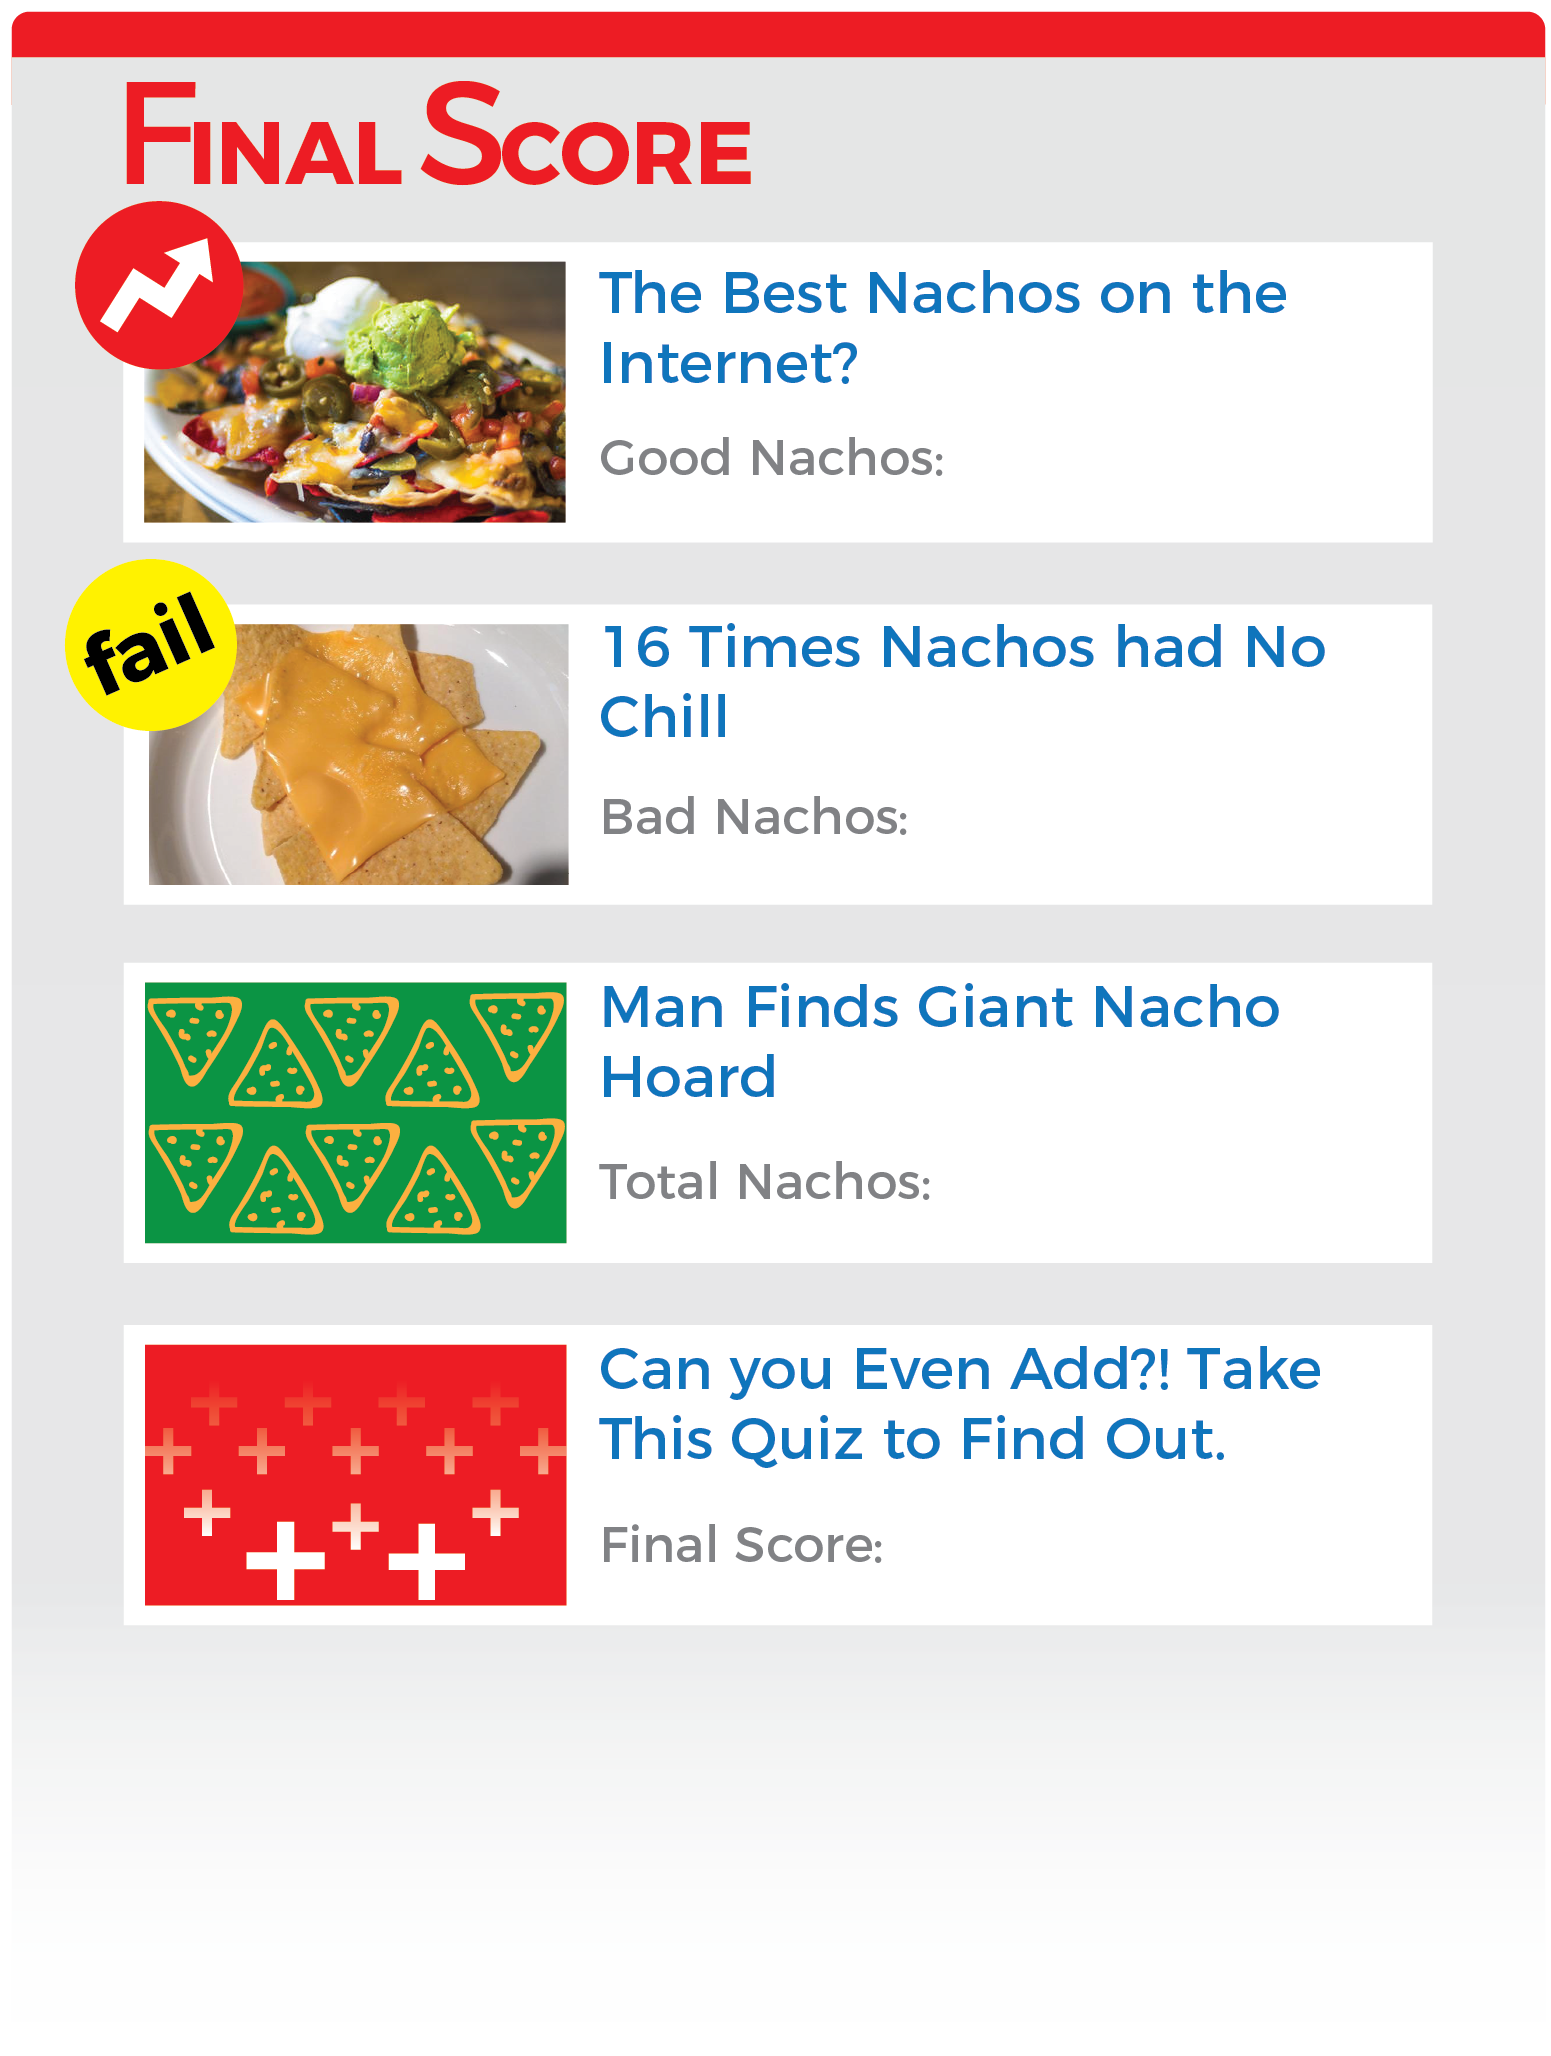 FINAL SCORE
The Best Nachos on the
Internet?
Good Nachos:
fail
16 Times Nachos had No
Chill
Bad Nachos:
Man Finds Giant Nacho
Hoard
Total Nachos:
Can you Even Add?! Take
This Quiz to Find Out.
Final Score: